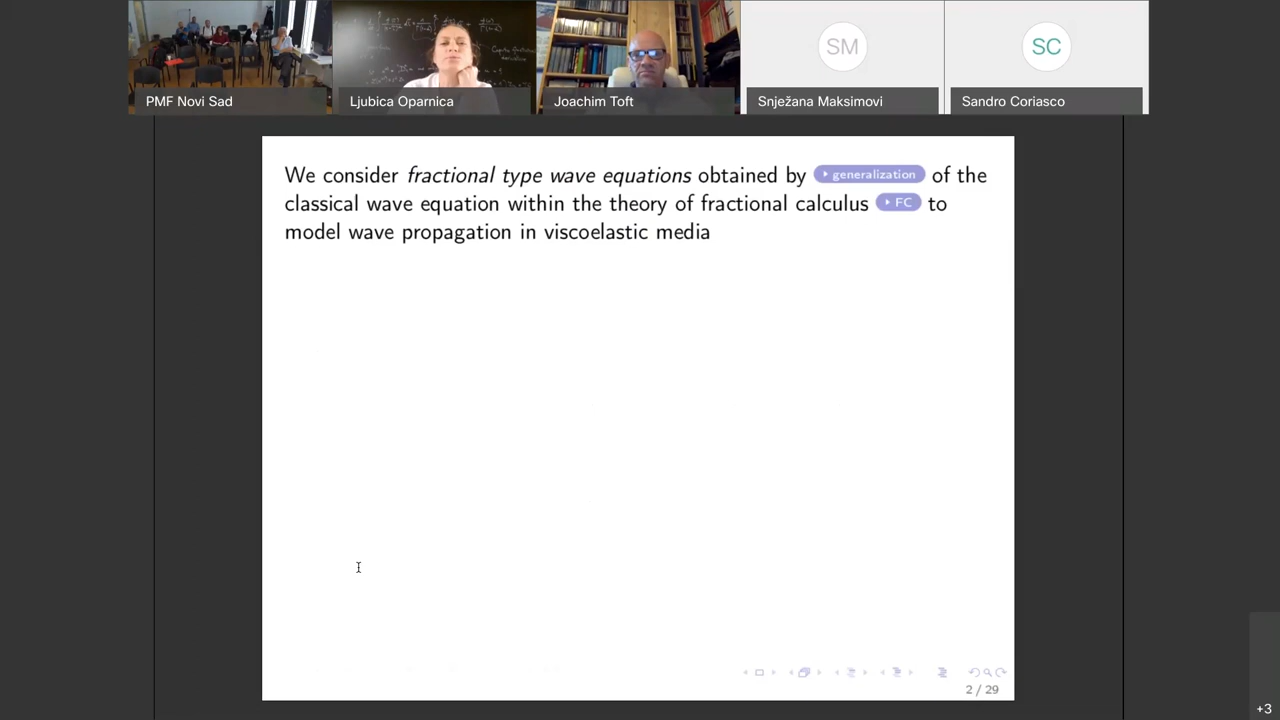 PMF Novi Sad
Ljubica Oparnica
Joachim Toft
SM
Snježana Maksimovi
SC
Sandro Coriasco
We consider fractional type wave equations obtained by generalization of the
classical wave equation within the theory of fractional calculus FC to
model wave propagation in viscoelastic media
2 / 29
+3